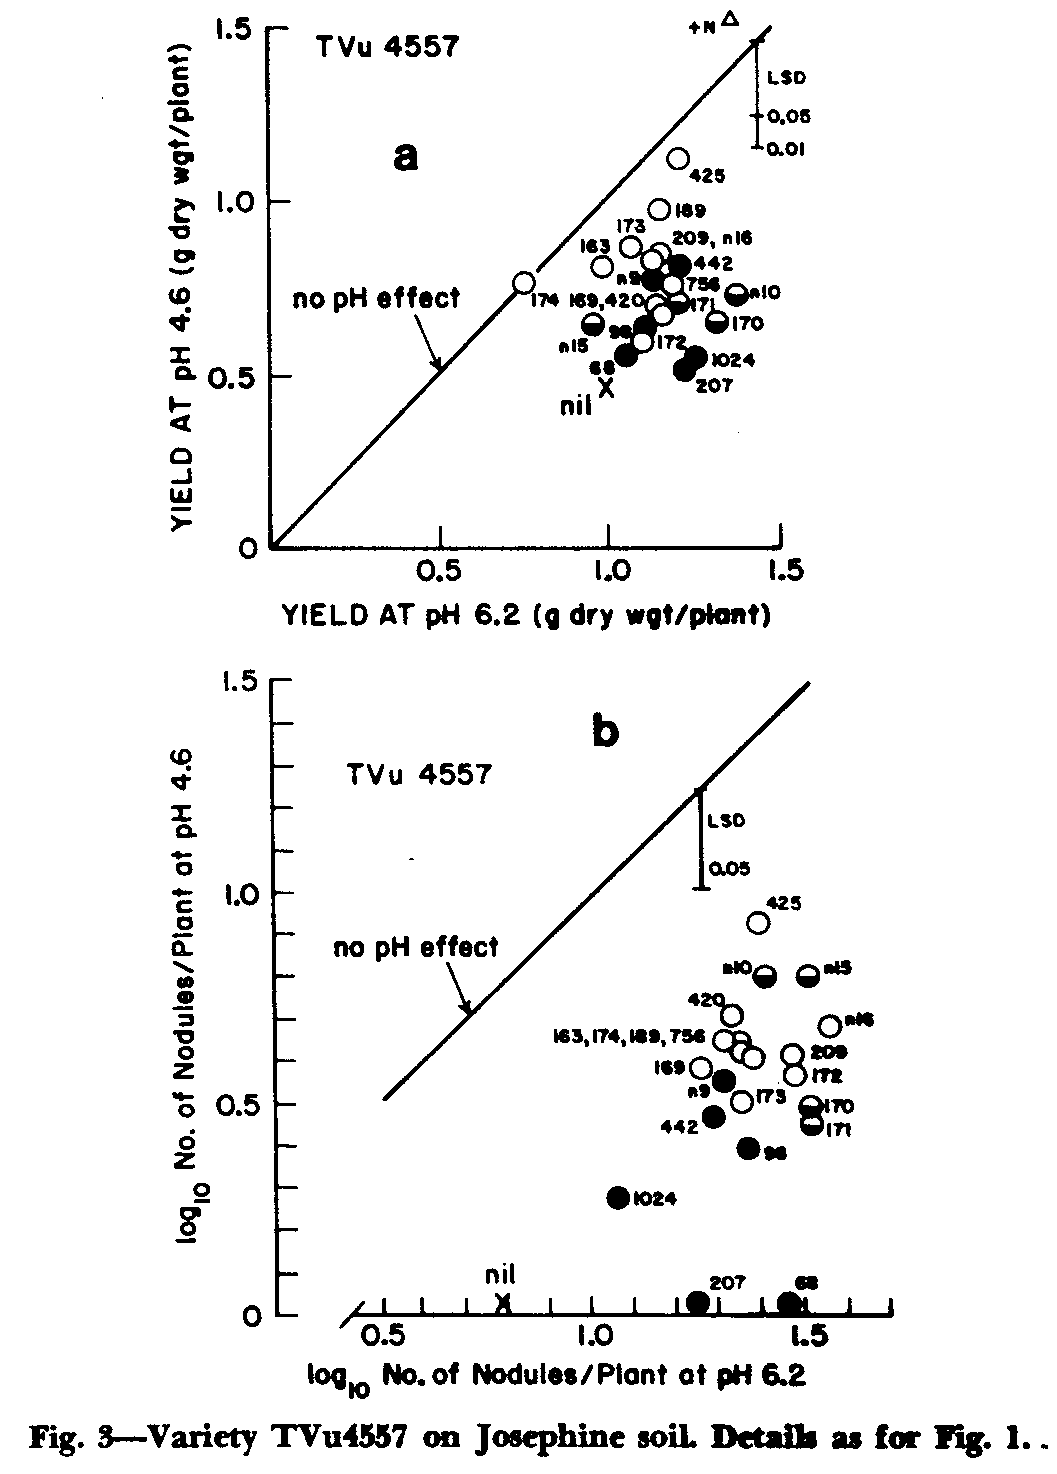 1.5
TVu 4557
+N
LSD
0.05
0.01
a
425
1.0
189
173
209, n16
163
442
n9
756
n10
no pH effect
174
169,420
171
170
98
n15
172
68
1024
0.5
207
nil
0
0.5
1.0
1.5
YIELD AT pH 4.6 (g dry wgt/plant)
YIELD AT pH 6.2 (g dry wgt/plant)
1.5
b
TVu 4557
LSD
0.05
1.0
425
no pH effect
n10
n15
420
n16
163,174,189,756
209
169
172
n9
173
0.5
170
442
171
98
1024
nil
207
68
0
0.5
1.0
1.5
log10 No. of Nodules/Plant at pH 4.6
log10 No. of Nodules/Plant at pH 6.2
Fig. 3—Variety TVu4557 on Josephine soil. Details as for Fig. 1.